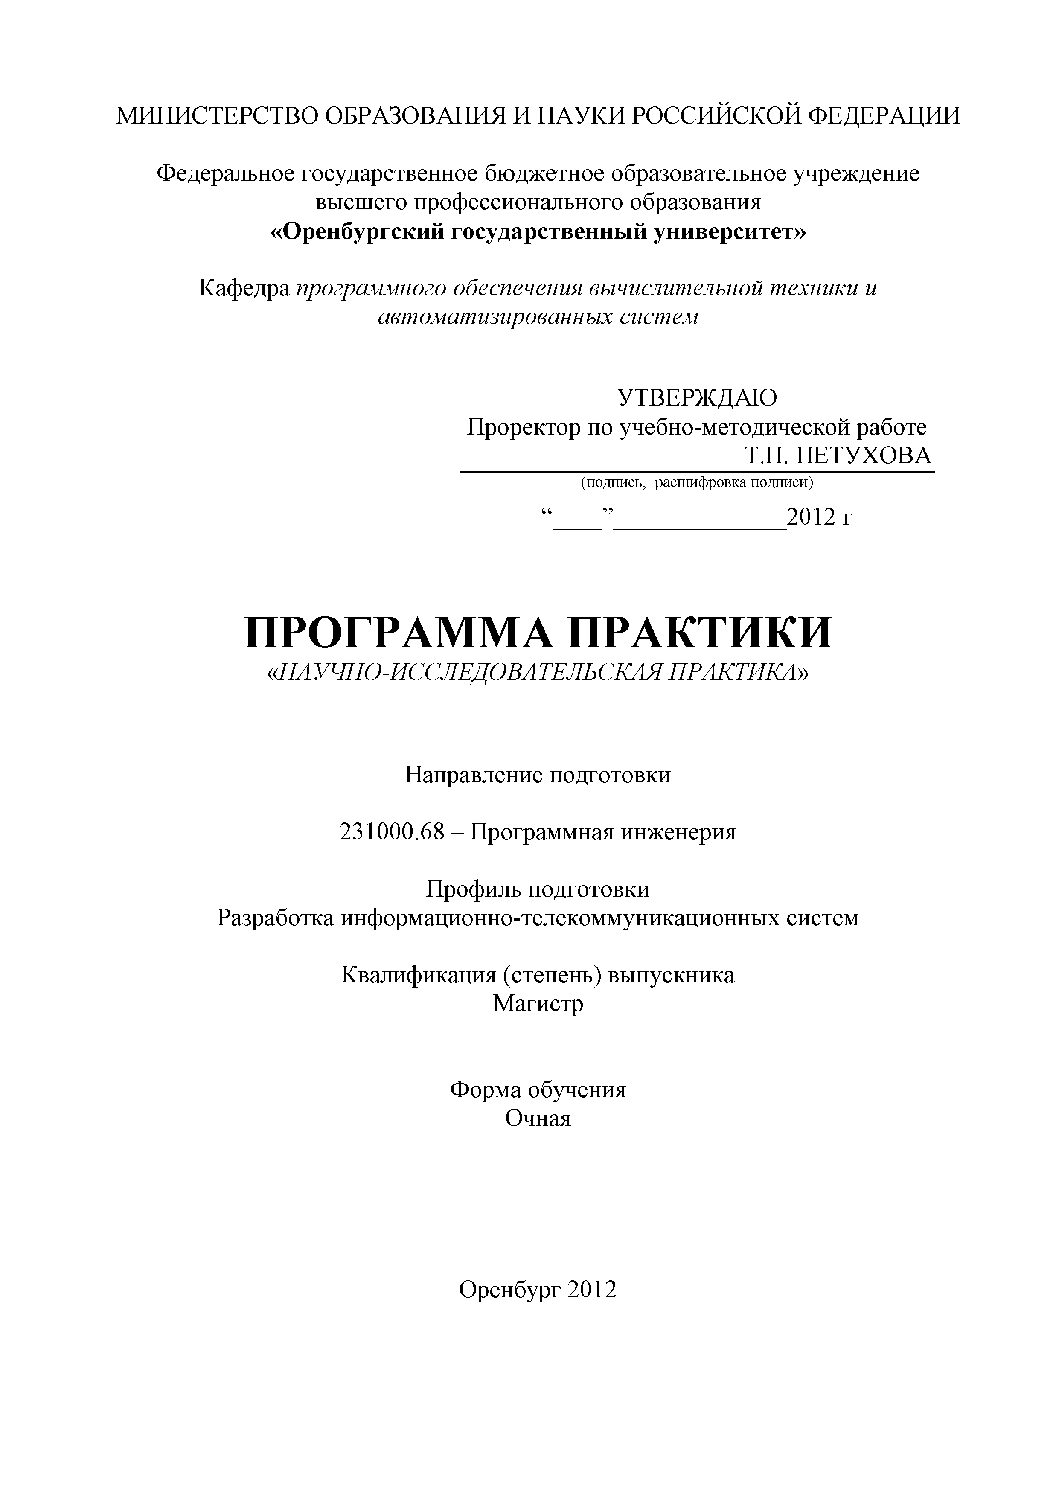 МИНИСТЕРСТВО ОБРАЗОВАНИЯ И НАУКИ РОССИЙСКОЙ ФЕДЕРАЦИИ
Федеральное государственное бюджетное образовательное учреждение
высшего профессионального образования
«Оренбургский государственный университет»
Кафедра программного обеспечения вычислительной техники и
автоматизированных систем
УТВЕРЖДАЮ
Проректор по учебно-методической работе
Т.П. ПЕТУХОВА
(подпись, расшифровка подписи)
“____”______________2012 г
ПРОГРАММА ПРАКТИКИ
«НАУЧНО-ИССЛЕДОВАТЕЛЬСКАЯ ПРАКТИКА»
Направление подготовки
231000.68 – Программная инженерия
Профиль подготовки
Разработка информационно-телекоммуникационных систем
Квалификация (степень) выпускника
Магистр
Форма обучения
Очная
Оренбург 2012